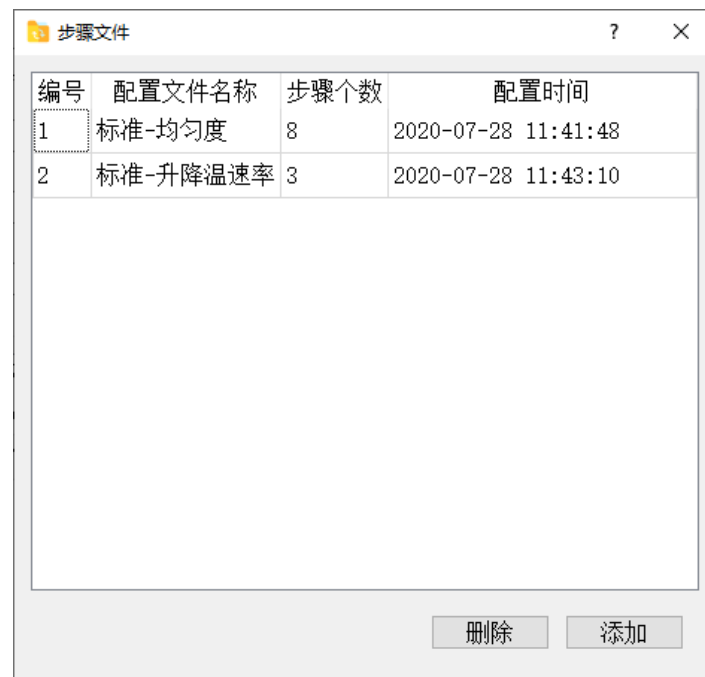 步骤文件
编号 配置文件名称 步骤个数 配置时间
1 标准-均匀度 8 2020-07-28 11:41:48
2 标准-升降温速率 3 2020-07-28 11:43:10
删除 添加